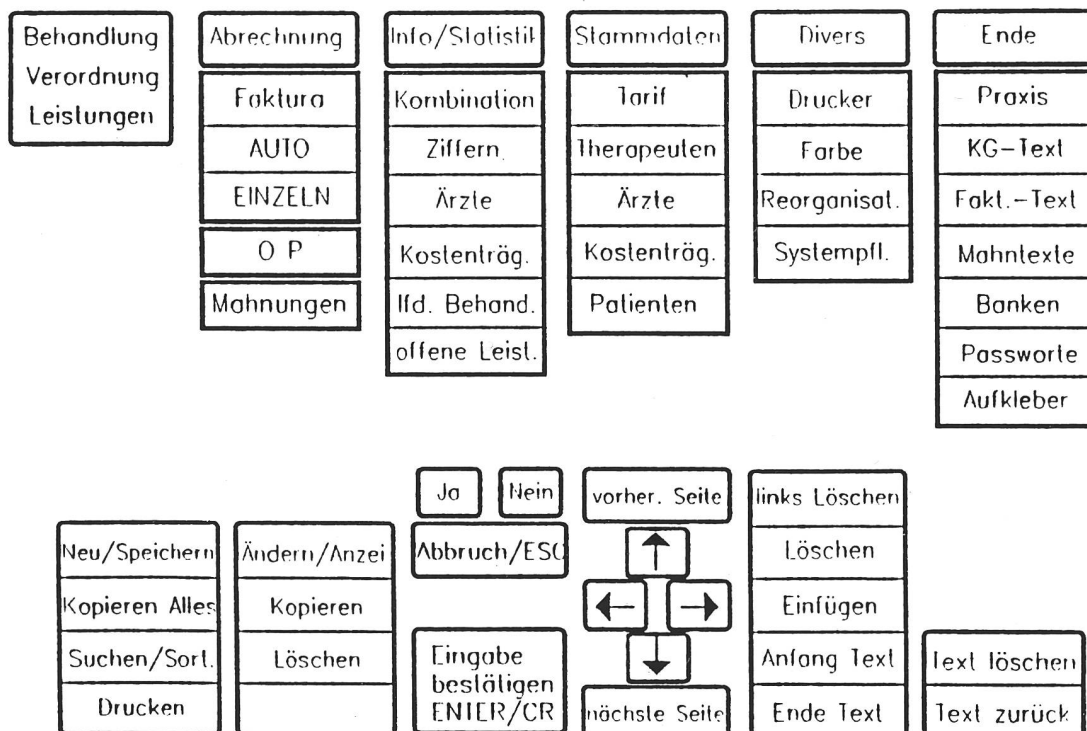 Behandlung
Verordnung
Leistungen
Abrechnung
Faktura
AUTO
EINZELN
O P
Mahnungen
Info/Statistik
Kombination
Ziffern
Ärzte
Kostenträg.
lfd. Behand.
offene Leist.
Stammdaten
Tarif
Therapeuten
Ärzte
Kostenträg.
Patienten
Divers
Drucker
Farbe
Reorganisat.
Systempfl.
Ende
Praxis
KG-Text
Fakt.-Text
Mahntexte
Banken
Passworte
Aufkleber
Neu/Speichern
Kopieren Alles
Suchen/Sort.
Drucken
Ändern/Anzei
Kopieren
Löschen
Ja
Nein
Abbruch/ESC
Eingabe
bestätigen
ENTER/CR
vorher. Seite
nächste Seite
links Löschen
Löschen
Einfügen
Anfang Text
Ende Text
Text löschen
Text zurück